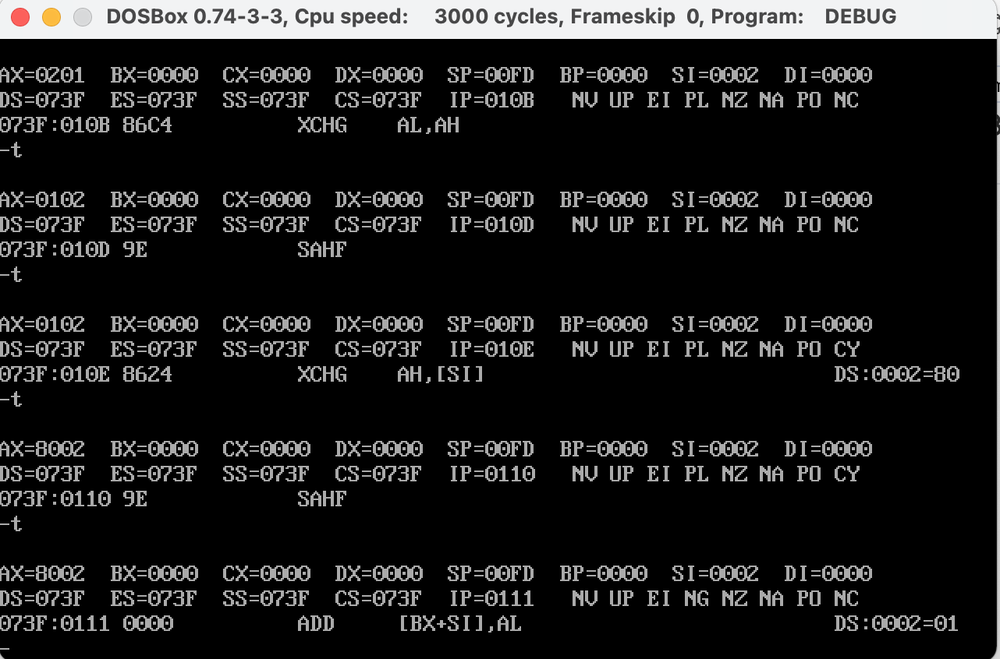 DOSBox 0.74-3-3, Cpu speed:    3000 cycles, Frameskip  0, Program:    DEBUG
AX=0201  BX=0000  CX=0000  DX=0000  SP=00FD  BP=0000  SI=0002  DI=0000
DS=073F  ES=073F  SS=073F  CS=073F  IP=010B   NV UP EI PL NZ NA PO NC
073F:010B 86C4          XCHG    AL,AH
-t
AX=0102  BX=0000  CX=0000  DX=0000  SP=00FD  BP=0000  SI=0002  DI=0000
DS=073F  ES=073F  SS=073F  CS=073F  IP=010D   NV UP EI PL NZ NA PO NC
073F:010D 9E            SAHF
-t
AX=0102  BX=0000  CX=0000  DX=0000  SP=00FD  BP=0000  SI=0002  DI=0000
DS=073F  ES=073F  SS=073F  CS=073F  IP=010E   NV UP EI PL NZ NA PO CY
073F:010E 8624          XCHG    AH,[SI]                            DS:0002=80
-t
AX=8002  BX=0000  CX=0000  DX=0000  SP=00FD  BP=0000  SI=0002  DI=0000
DS=073F  ES=073F  SS=073F  CS=073F  IP=0110   NV UP EI PL NZ NA PO CY
073F:0110 9E            SAHF
-t
AX=8002  BX=0000  CX=0000  DX=0000  SP=00FD  BP=0000  SI=0002  DI=0000
DS=073F  ES=073F  SS=073F  CS=073F  IP=0111   NV UP EI NG NZ NA PO NC
073F:0111 0000          ADD     [BX+SI],AL                         DS:0002=01
-